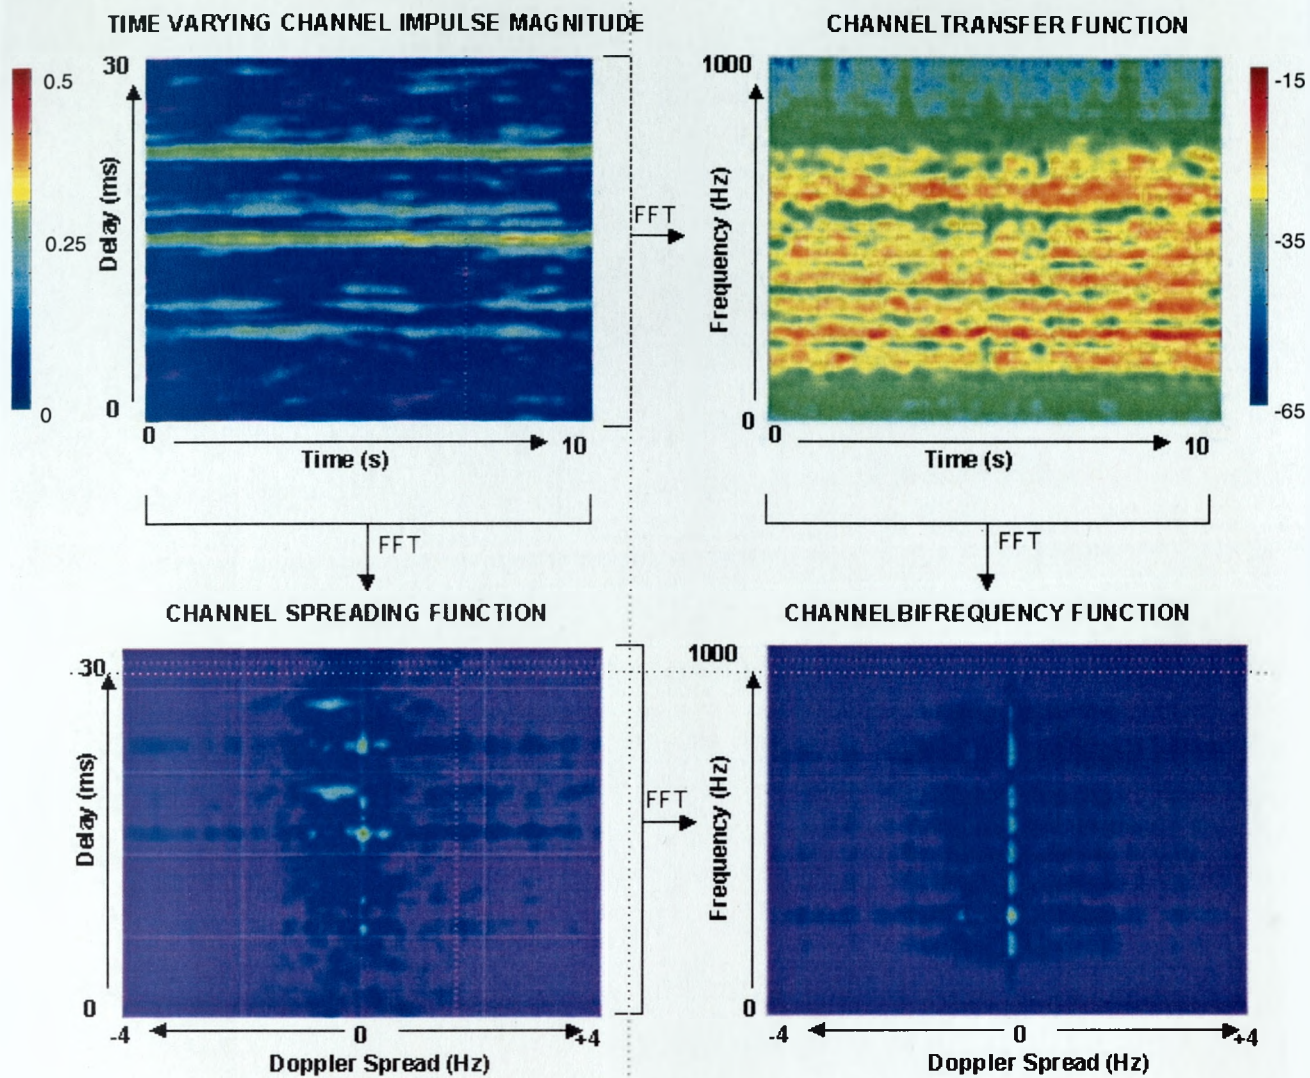 TIME VARYING CHANNEL IMPULSE MAGNITUDE
30
0.5
Delay (ms)
0.25
0
0
0
10
Time (s)
FFT
CHANNEL TRANSFER FUNCTION
1000
-15
Frequency (Hz)
-35
0
-65
0
10
Time (s)
FFT
FFT
CHANNEL SPREADING FUNCTION
30
Delay (ms)
0
-4
0
+4
Doppler Spread (Hz)
FFT
CHANNELBIFREQUENCY FUNCTION
1000
Frequency (Hz)
0
-4
0
+4
Doppler Spread (Hz)